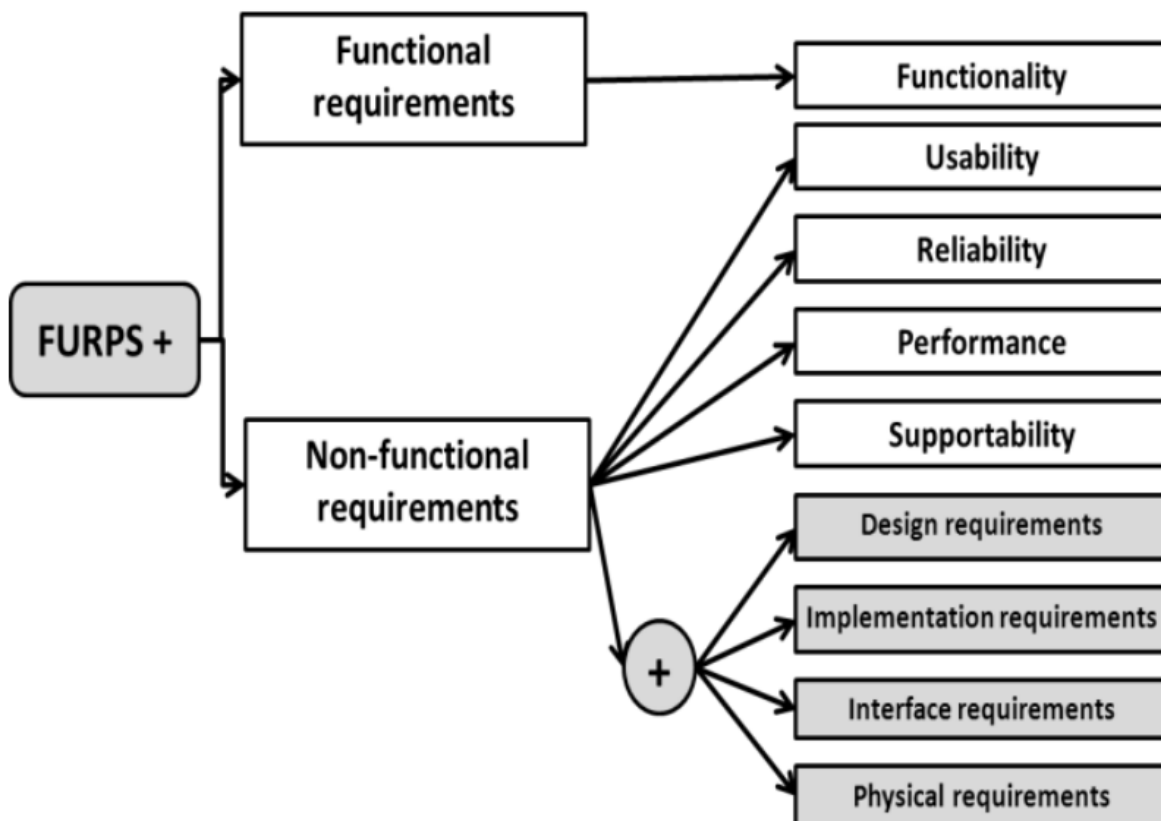 Functional
requirements
Functionality
Usability
Reliability
FURPS +
Performance
Supportability
Non-functional
requirements
Design requirements
Implementation requirements
+
Interface requirements
Physical requirements